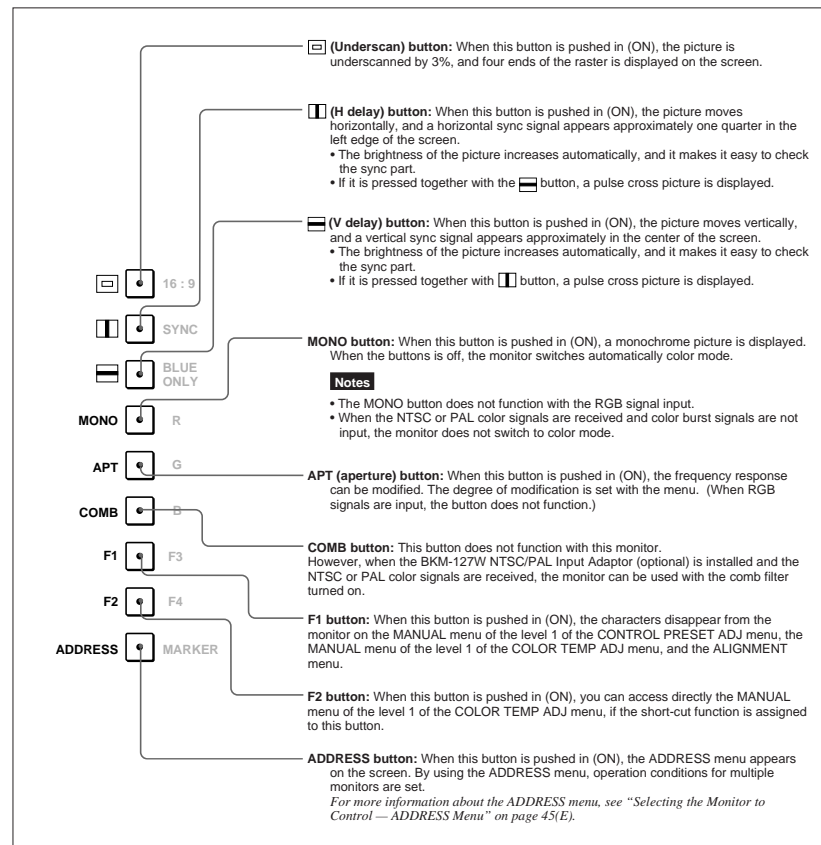 (Underscan) button: When this button is pushed in (ON), the picture is
underscanned by 3%, and four ends of the raster is displayed on the screen.
(H delay) button: When this button is pushed in (ON), the picture moves
horizontally, and a horizontal sync signal appears approximately one quarter in the
left edge of the screen.
• The brightness of the picture increases automatically, and it makes it easy to check
the sync part.
• If it is pressed together with the button, a pulse cross picture is displayed.
(V delay) button: When this button is pushed in (ON), the picture moves vertically,
and a vertical sync signal appears approximately in the center of the screen.
• The brightness of the picture increases automatically, and it makes it easy to check
the sync part.
• If it is pressed together with button, a pulse cross picture is displayed.
16 : 9
SYNC
BLUE
ONLY
MONO R
APT G
COMB B
F1 F3
F2 F4
ADDRESS MARKER
MONO button: When this button is pushed in (ON), a monochrome picture is displayed.
When the buttons is off, the monitor switches automatically color mode.
Notes
• The MONO button does not function with the RGB signal input.
• When the NTSC or PAL color signals are received and color burst signals are not
input, the monitor does not switch to color mode.
APT (aperture) button: When this button is pushed in (ON), the frequency response
can be modified. The degree of modification is set with the menu. (When RGB
signals are input, the button does not function.)
COMB button: This button does not function with this monitor.
However, when the BKM-127W NTSC/PAL Input Adaptor (optional) is installed and the
NTSC or PAL color signals are received, the monitor can be used with the comb filter
turned on.
F1 button: When this button is pushed in (ON), the characters disappear from the
monitor on the MANUAL menu of the level 1 of the CONTROL PRESET ADJ menu, the
MANUAL menu of the level 1 of the COLOR TEMP ADJ menu, and the ALIGNMENT
menu.
F2 button: When this button is pushed in (ON), you can access directly the MANUAL
menu of the level 1 of the COLOR TEMP ADJ menu, if the short-cut function is assigned
to this button.
ADDRESS button: When this button is pushed in (ON), the ADDRESS menu appears
on the screen. By using the ADDRESS menu, operation conditions for multiple
monitors are set.
For more information about the ADDRESS menu, see “Selecting the Monitor to
Control — ADDRESS Menu” on page 45(E).